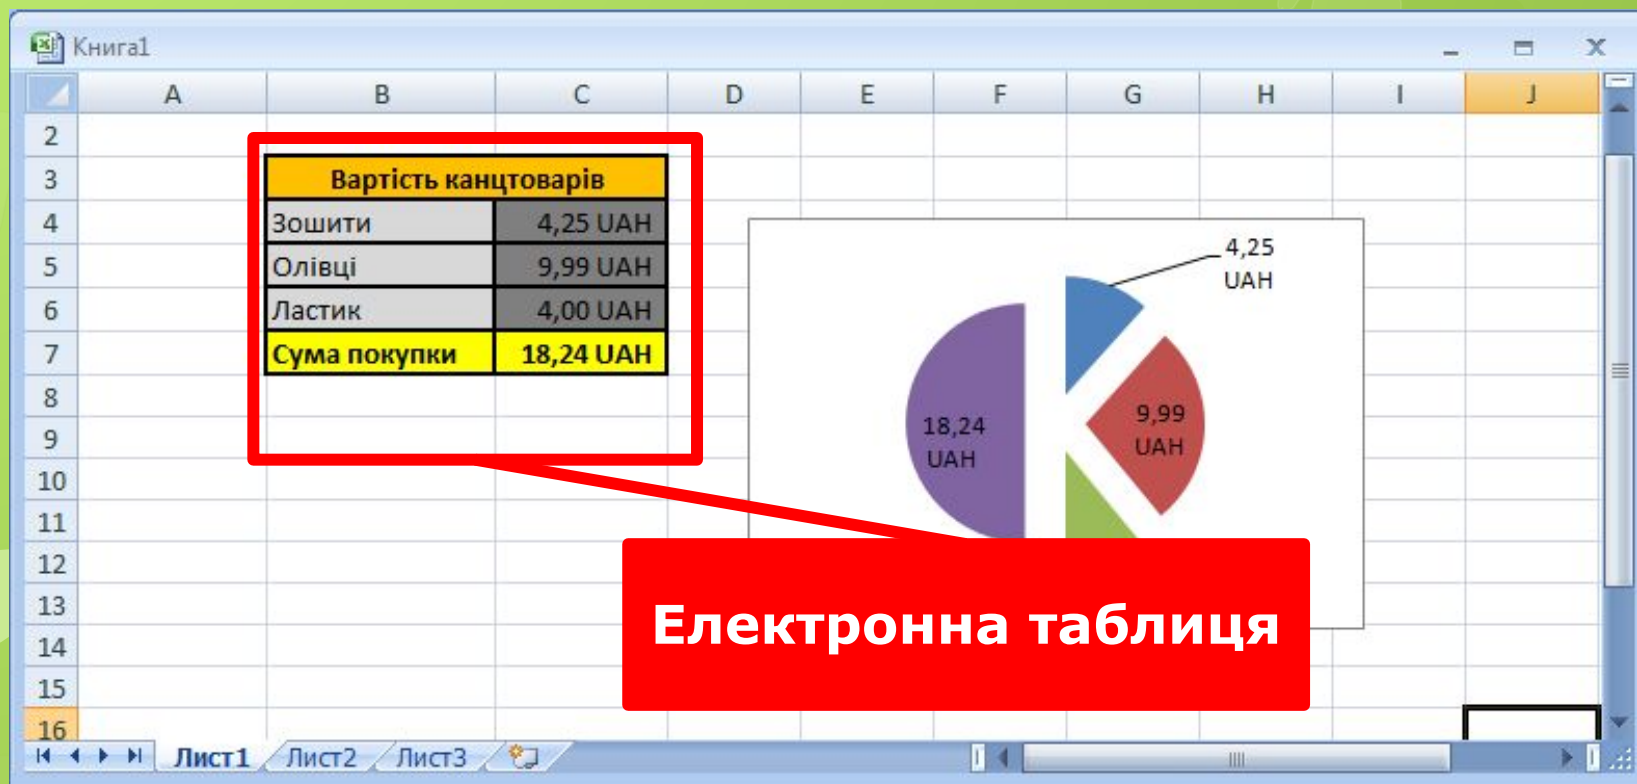 Книга1
A B C D E F G H I J
2
3 Вартість канцтоварів
4 Зошити 4,25 UAH
5 Олівці 9,99 UAH
6 Ластик 4,00 UAH
7 Сума покупки 18,24 UAH
8
9
10
11
12
13
14
15
16
4,25
UAH
9,99
UAH
18,24
UAH
Електронна таблиця
Лист1 Лист2 Лист3